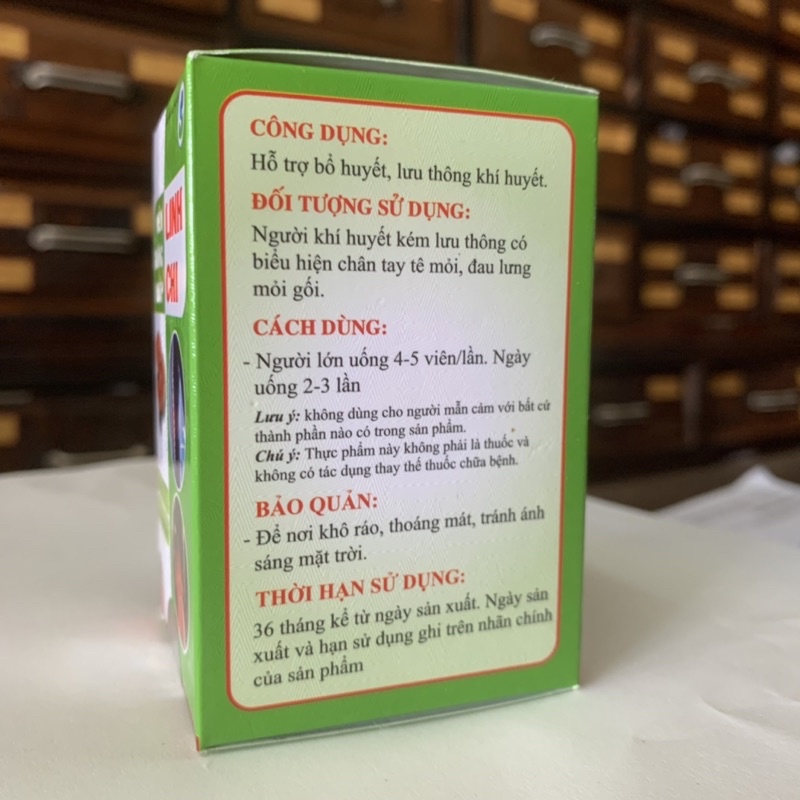 LINH
CHI
CÔNG DỤNG:
Hỗ trợ bổ huyết, lưu thông khí huyết.
ĐỐI TƯỢNG SỬ DỤNG:
Người khí huyết kém lưu thông có
biểu hiện chân tay tê mỏi, đau lưng
mỏi gối.
CÁCH DÙNG:
- Người lớn uống 4-5 viên/lần. Ngày
uống 2-3 lần
Lưu ý: không dùng cho người mẫn cảm với bất cứ
thành phần nào có trong sản phẩm.
Chú ý: Thực phẩm này không phải là thuốc và
không có tác dụng thay thế thuốc chữa bệnh.
BẢO QUẢN:
- Để nơi khô ráo, thoáng mát, tránh ánh
sáng mặt trời.
THỜI HẠN SỬ DỤNG:
36 tháng kể từ ngày sản xuất. Ngày sản
xuất và hạn sử dụng ghi trên nhãn chính
của sản phẩm